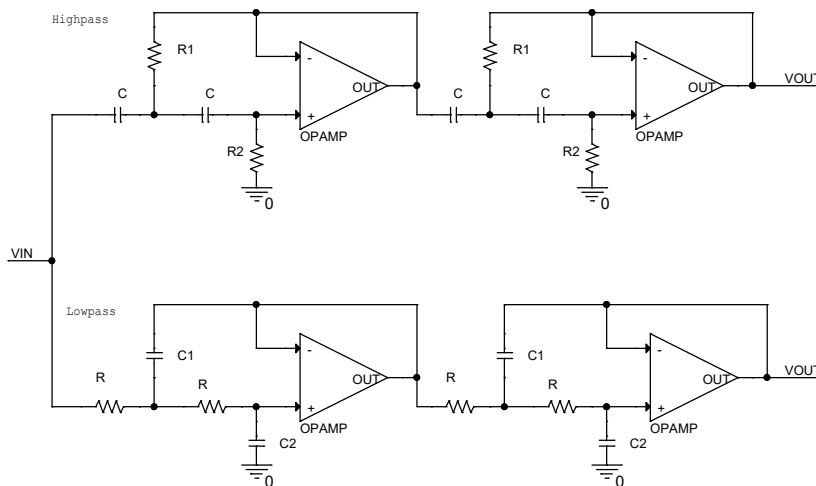 Highpass
R1
R1
-
-
OUT
OUT
VOUT
C
C
C
C
+
+
OPAMP
OPAMP
R2
R2
0
0
VIN
Lowpass
C1
C1
-
-
OUT
OUT
VOUT
R
R
R
R
+
+
OPAMP
OPAMP
C2
C2
0
0